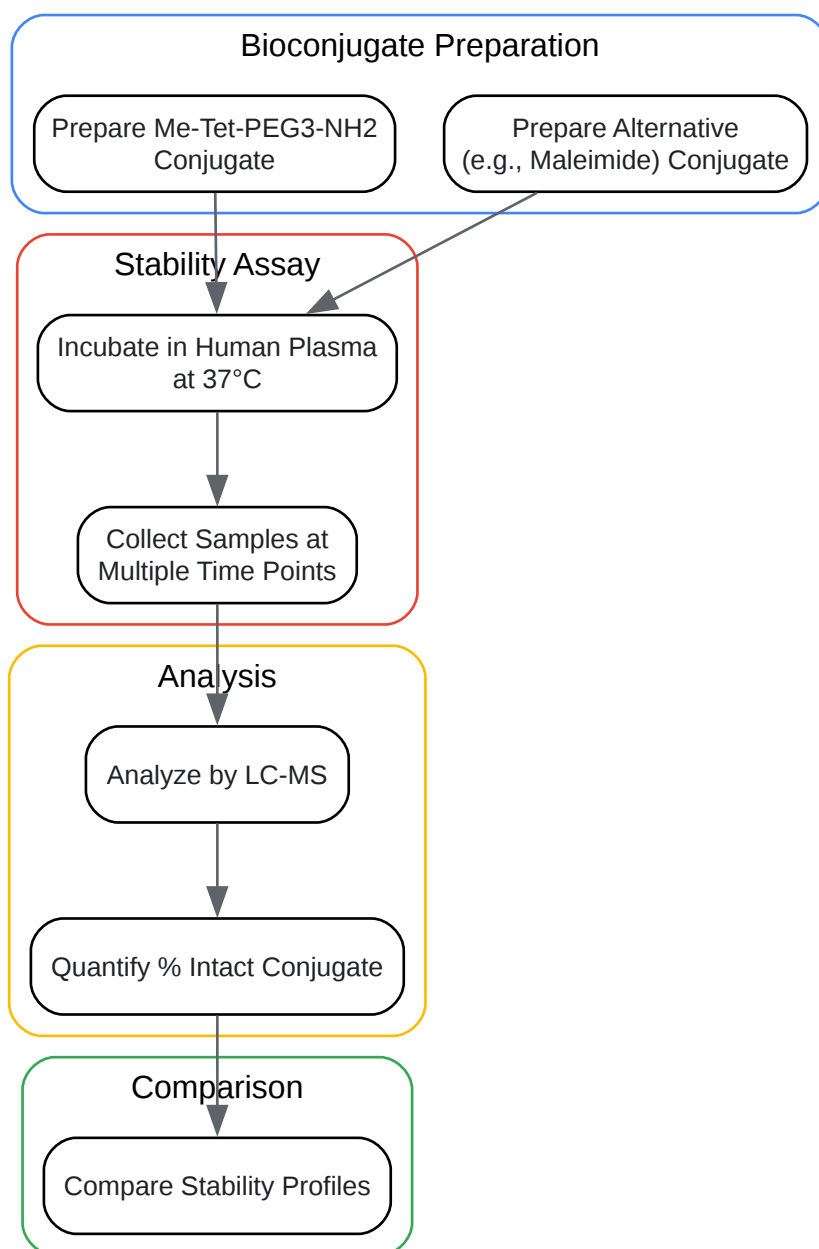 Bioconjugate Preparation
Prepare Me-Tet-PEG3-NH2
Conjugate
Prepare Alternative
(e.g., Maleimide) Conjugate
Stability Assay
Incubate in Human Plasma
at 37°C
Collect Samples at
Multiple Time Points
Analysis
Analyze by LC-MS
Quantify % Intact Conjugate
Comparison
Compare Stability Profiles